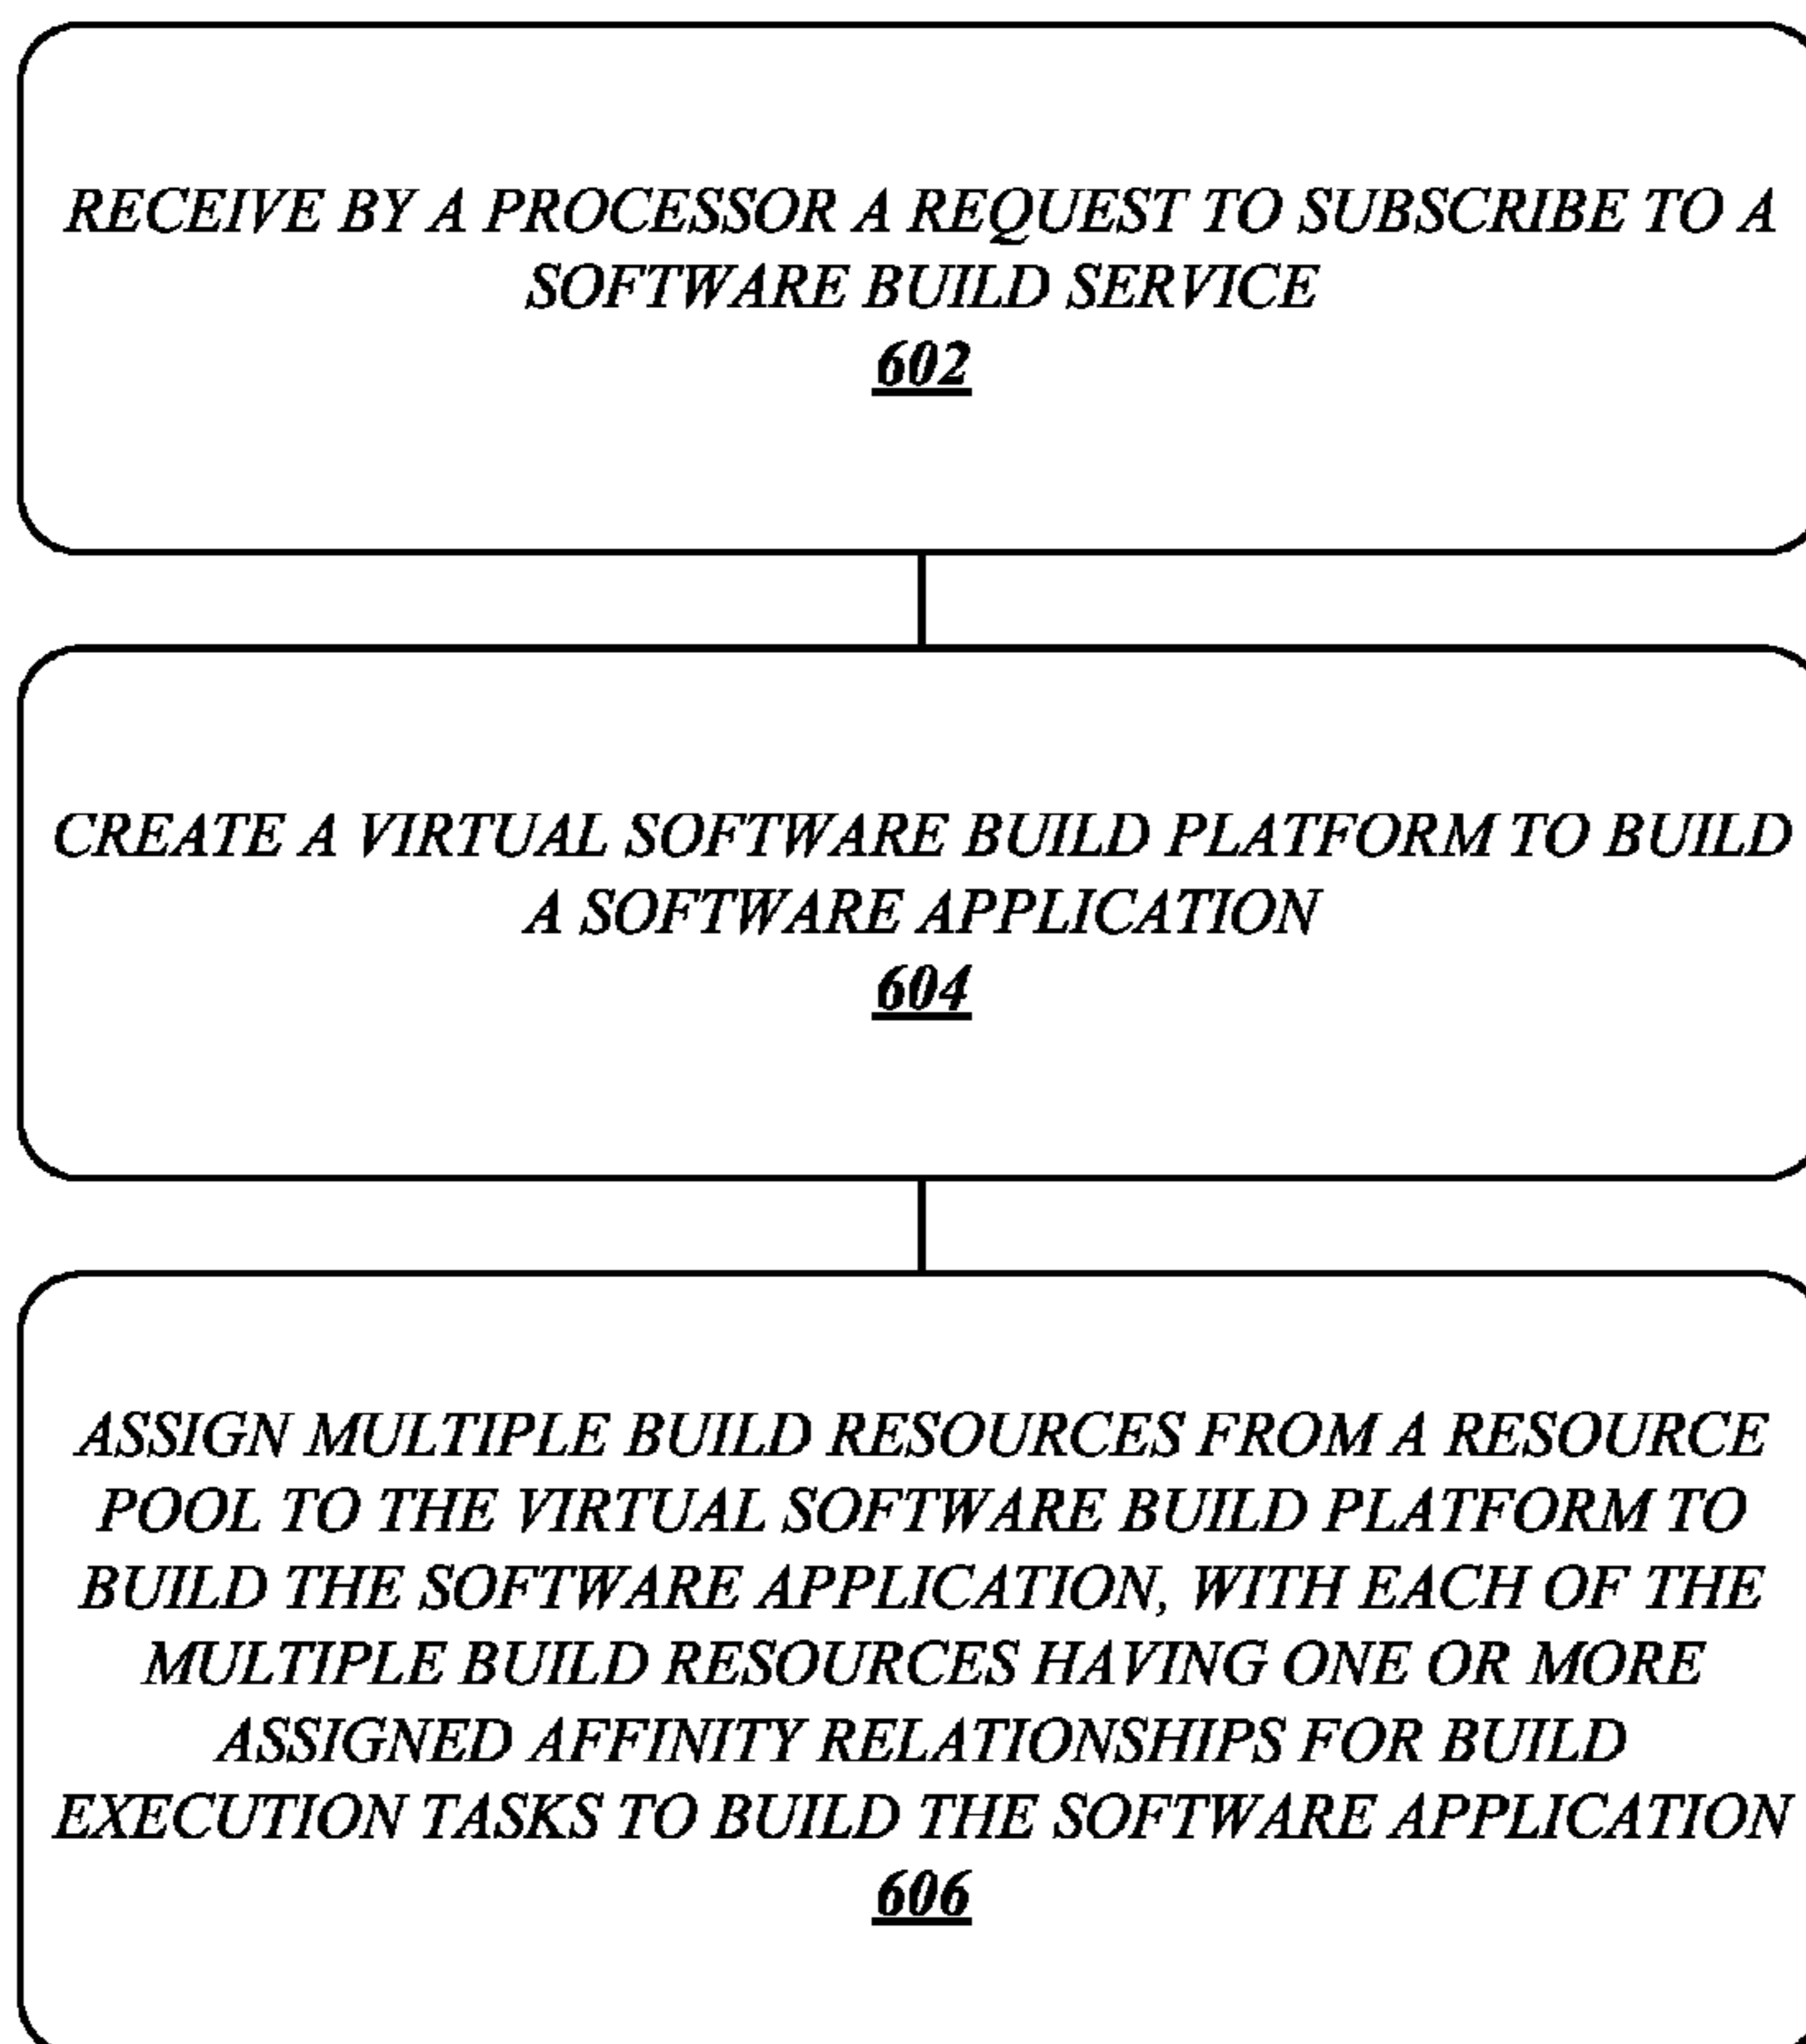 RECEIVE BY A PROCESSOR A REQUEST TO SUBSCRIBE TO A
SOFTWARE BUILD SERVICE
602
CREATE A VIRTUAL SOFTWARE BUILD PLATFORM TO BUILD
A SOFTWARE APPLICATION
604
ASSIGN MULTIPLE BUILD RESOURCES FROM A RESOURCE
POOL TO THE VIRTUAL SOFTWARE BUILD PLATFORM TO
BUILD THE SOFTWARE APPLICATION, WITH EACH OF THE
MULTIPLE BUILD RESOURCES HAVING ONE OR MORE
ASSIGNED AFFINITY RELATIONSHIPS FOR BUILD
EXECUTION TASKS TO BUILD THE SOFTWARE APPLICATION
606